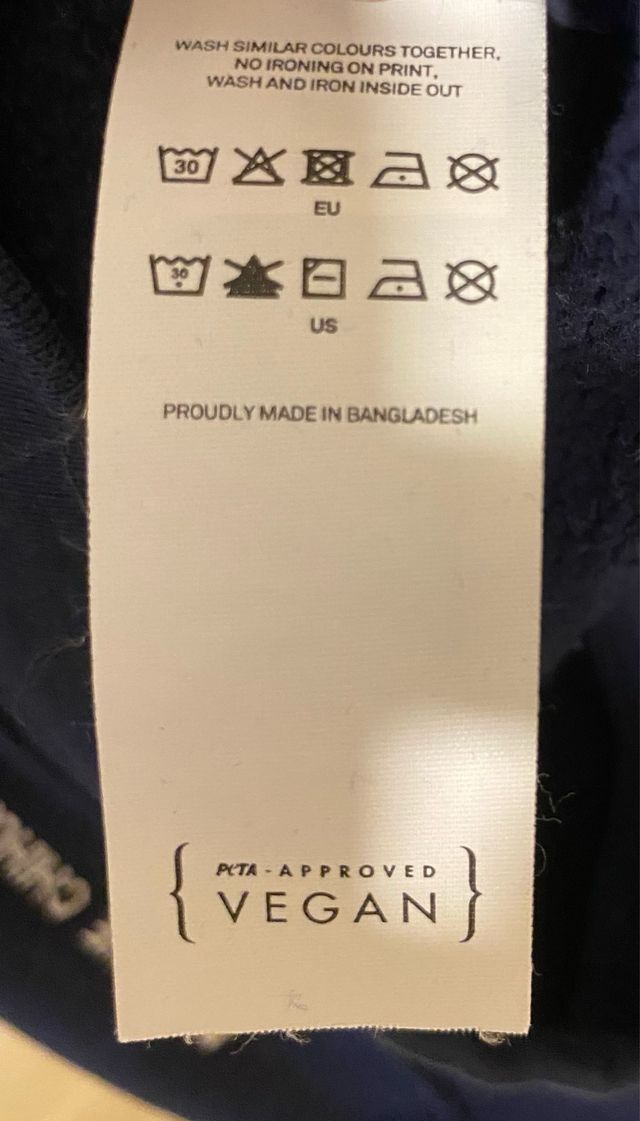 WASH SIMILAR COLOURS TOGETHER,
NO IRONING ON PRINT,
WASH AND IRON INSIDE OUT
30
EU
30
US
PROUDLY MADE IN BANGLADESH
PETA - APPROVED
VEGAN